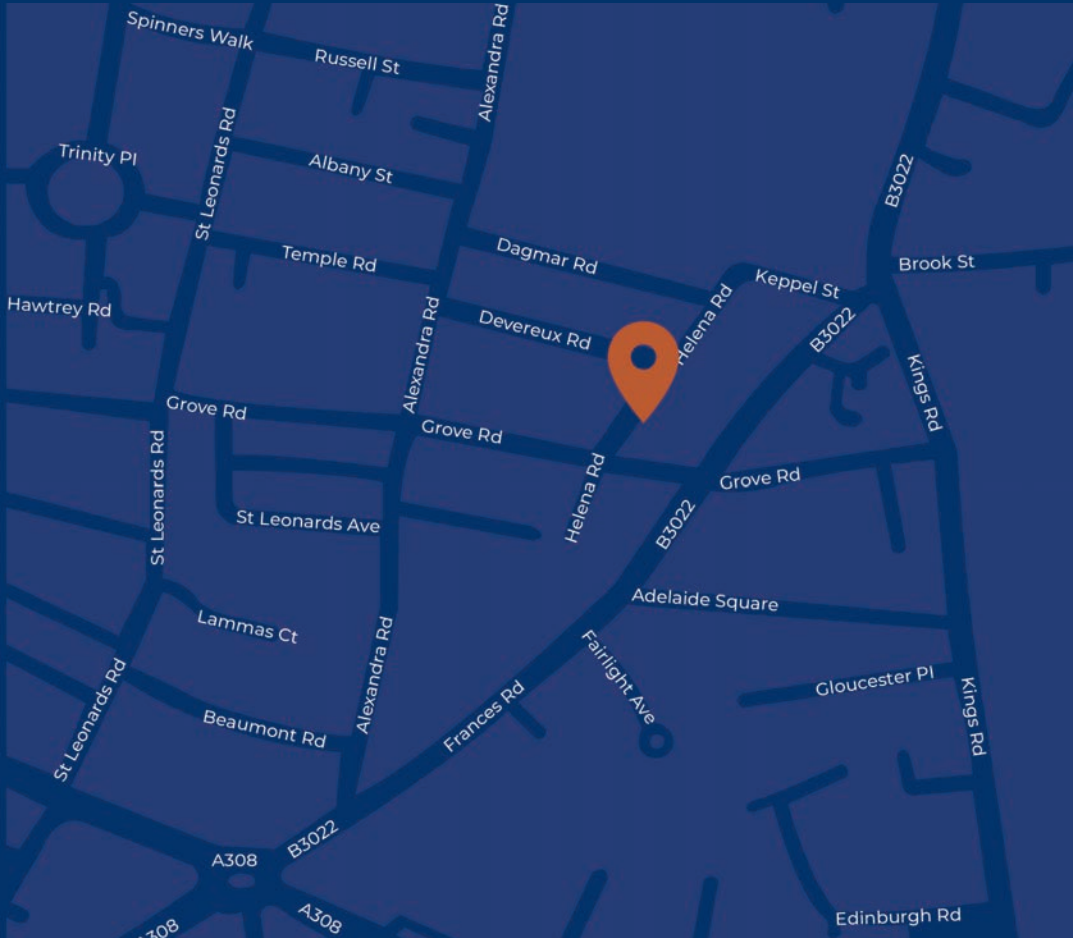 Spinners Walk
Russell St
Alexandra Rd
St Leonards Rd
Trinity Pl
Albany St
B3022
Temple Rd
Dagmar Rd
Keppel St
Brook St
Hawtrey Rd
Devereux Rd
Helena Rd
B3022
Alexandra Rd
Kings Rd
Grove Rd
Grove Rd
Grove Rd
St Leonards Rd
Helena Rd
B3022
St Leonards Ave
Adelaide Square
Lammas Ct
Fairlight Ave
Alexandra Rd
Gloucester Pl
St Leonards Rd
Beaumont Rd
Frances Rd
Kings Rd
B3022
A308
A308
A308
Edinburgh Rd